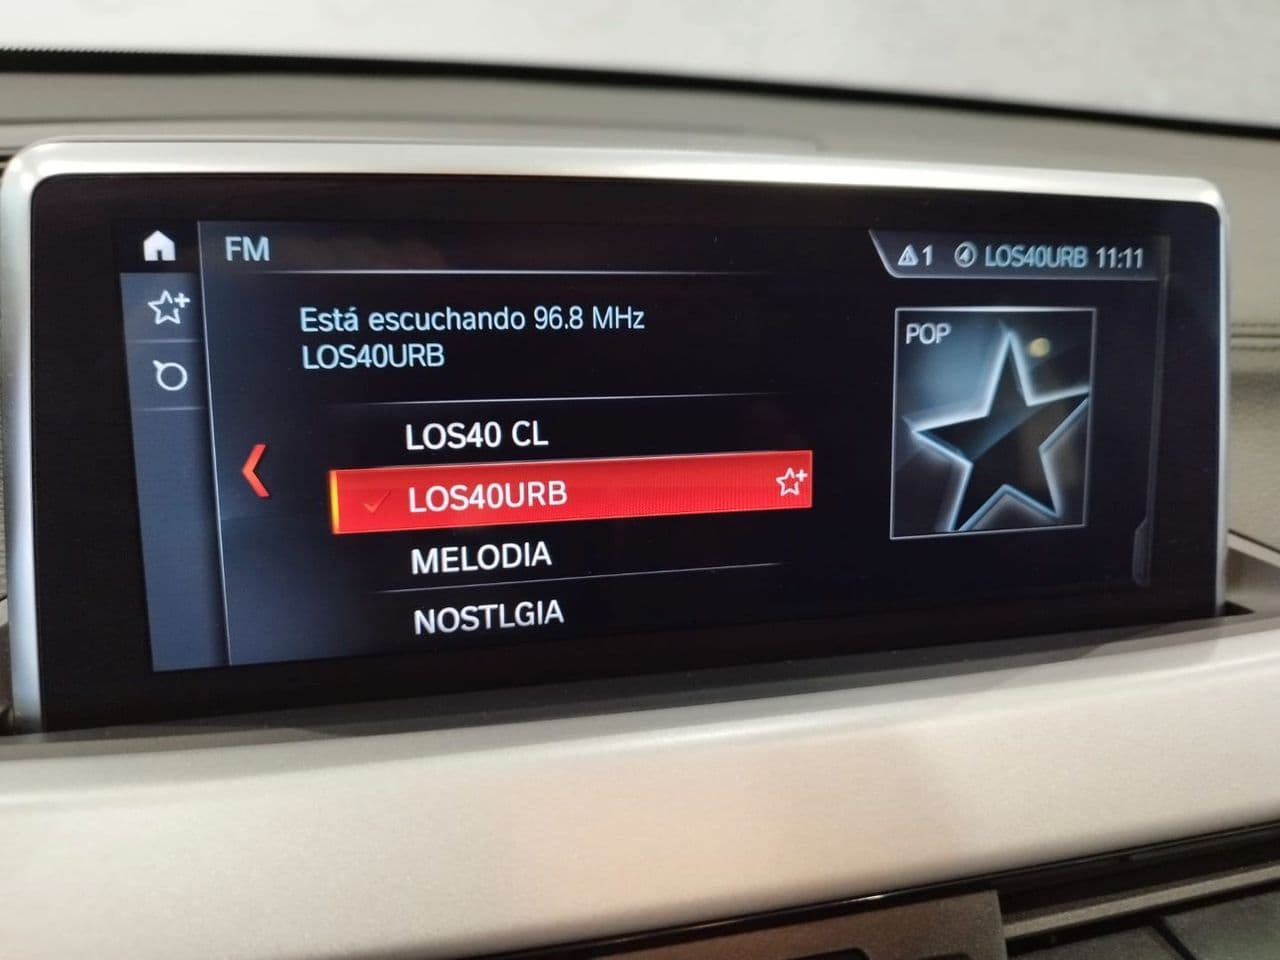 FM
1 LOS40URB 11:11
Está escuchando 96.8 MHz
LOS40URB
POP
LOS40 CL
LOS40URB
MELODIA
NOSTLGIA